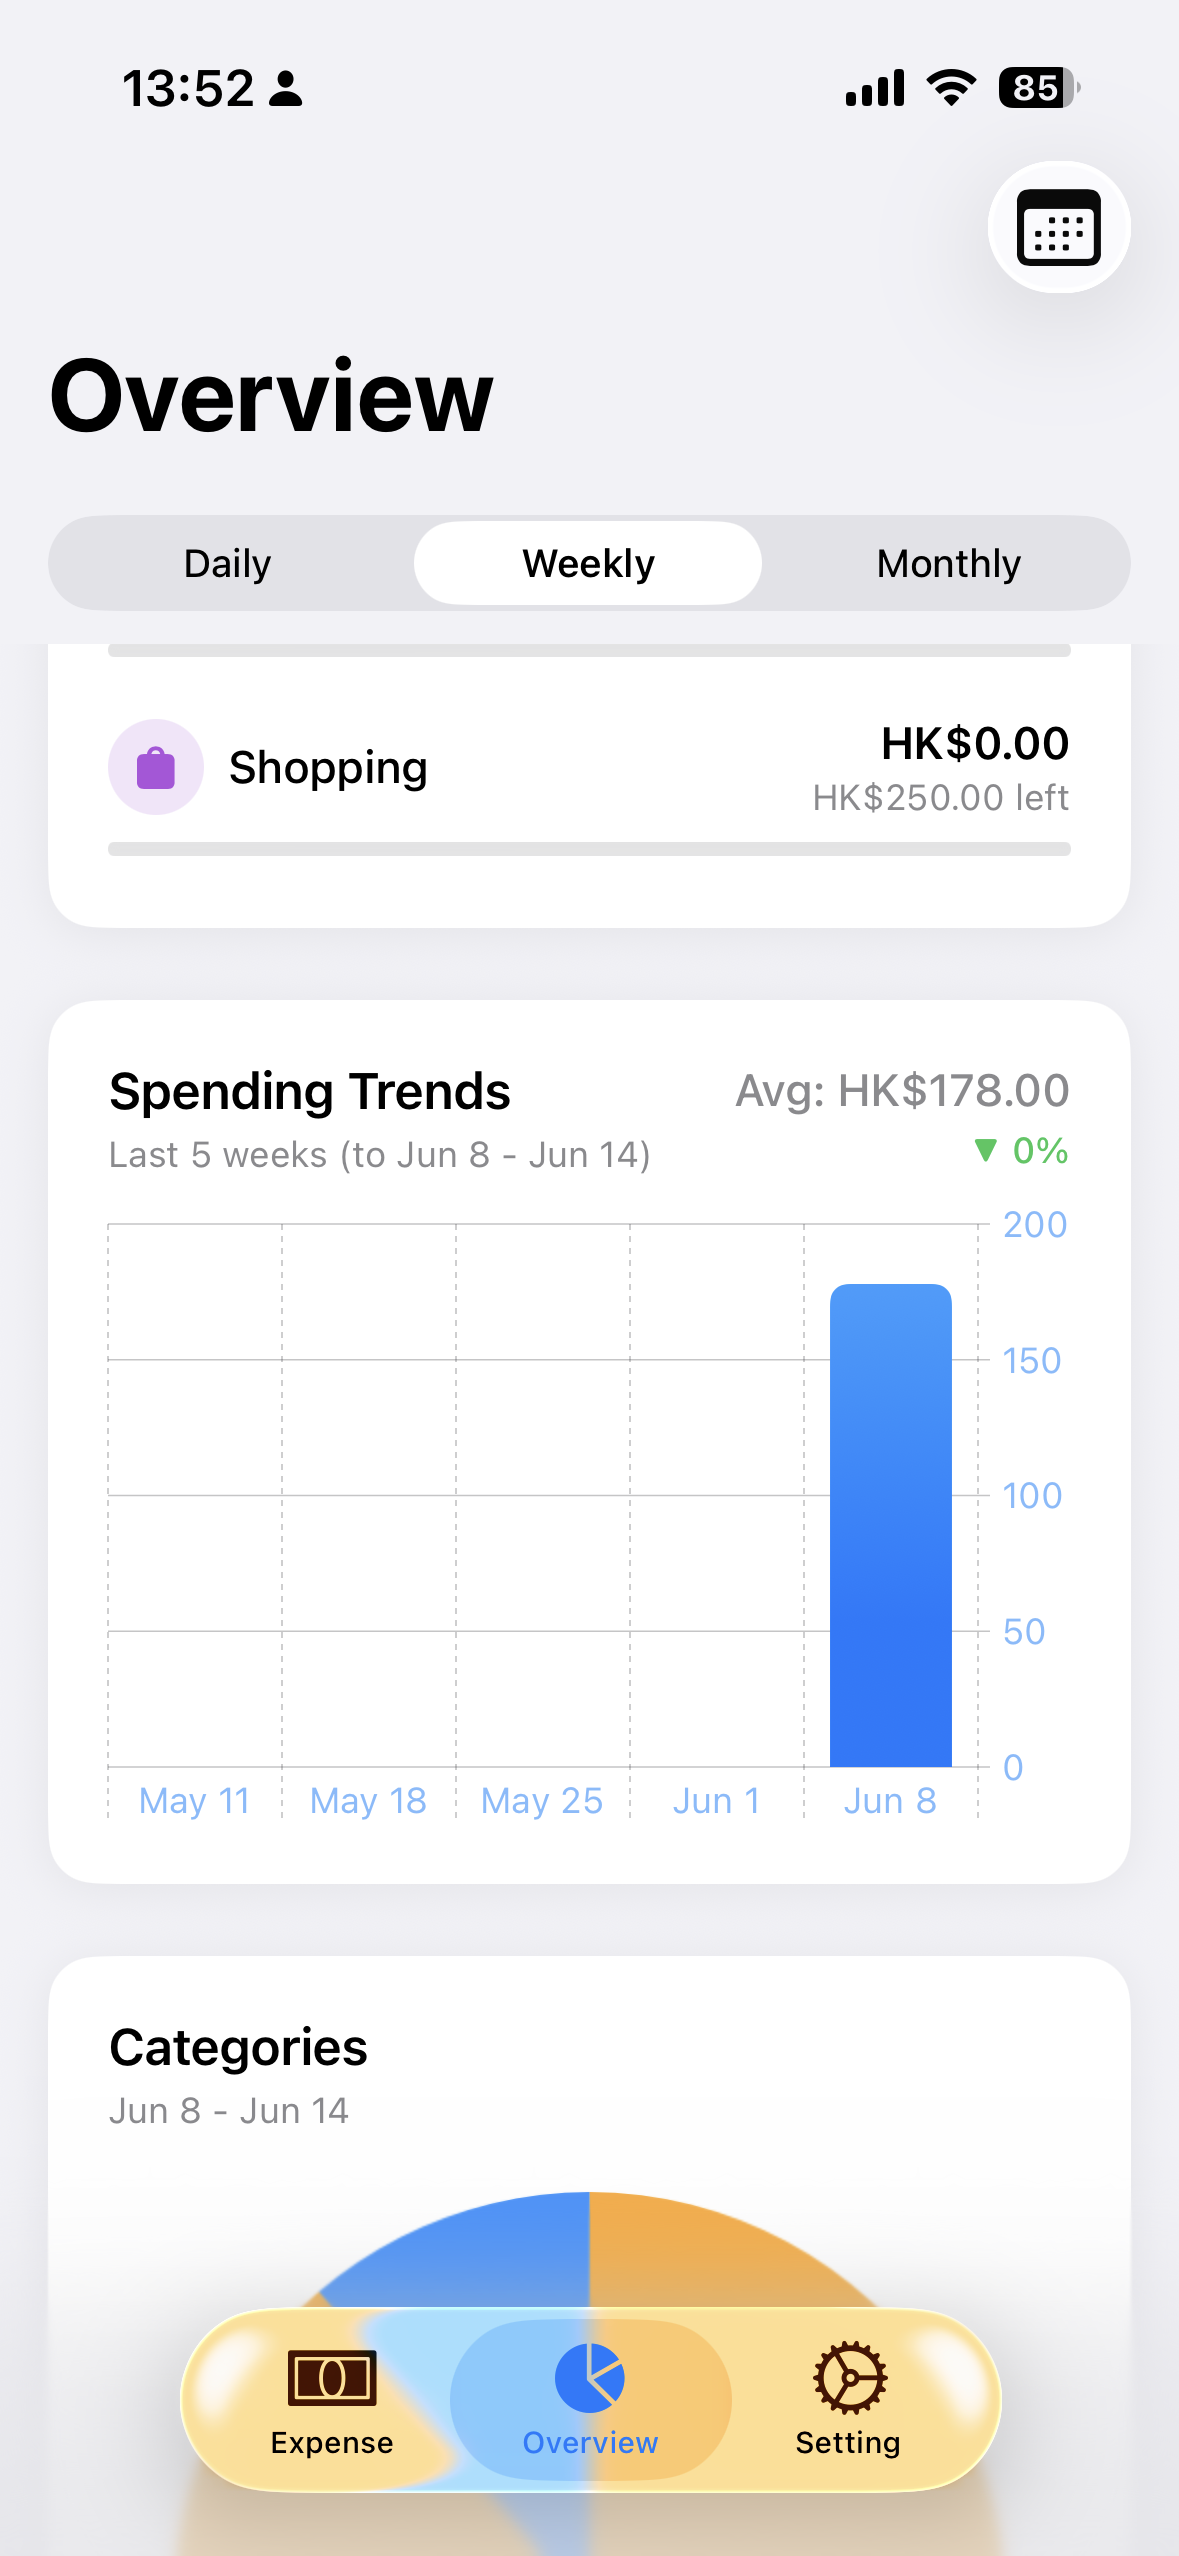 13:52
85
Overview
Daily
Weekly
Monthly
Shopping
HK$0.00
HK$250.00 left
Spending Trends
Avg: HK$178.00
Last 5 weeks (to Jun 8 - Jun 14)
▼ 0%
200
150
100
50
0
May 11
May 18
May 25
Jun 1
Jun 8
Categories
Jun 8 - Jun 14
Expense
Overview
Setting